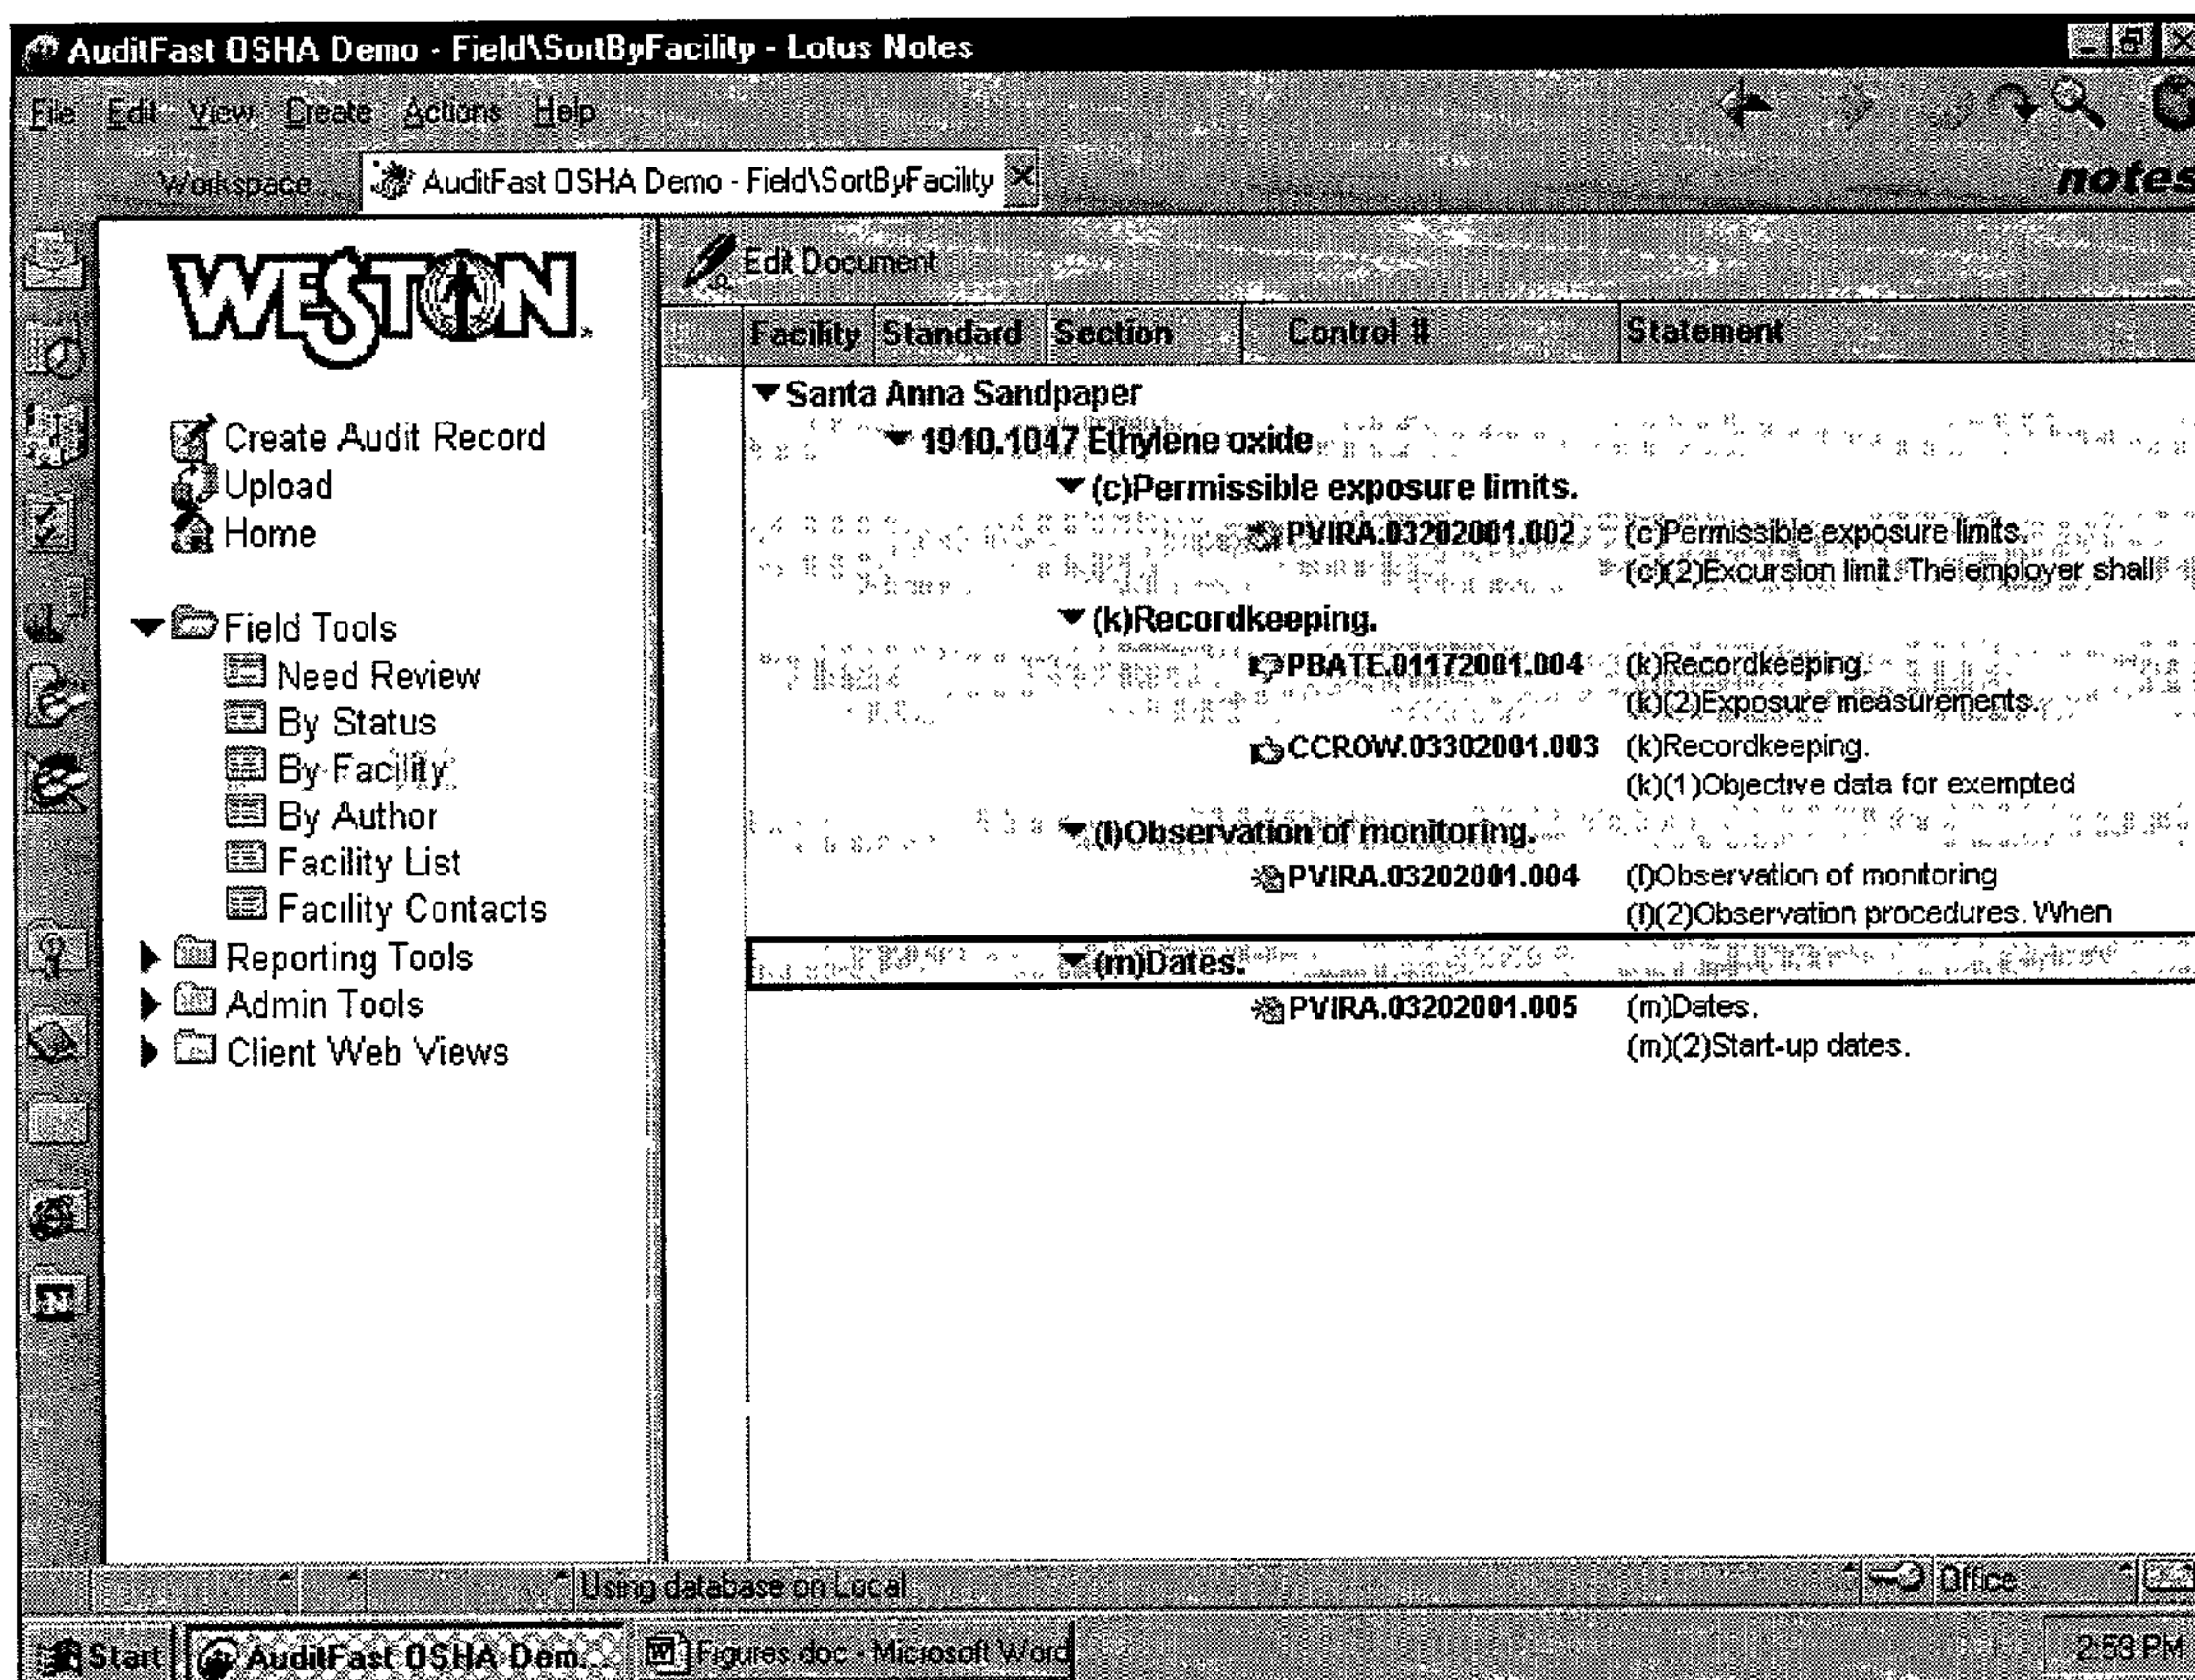 AuditFast OSHA Demo - Field\SortByFacility - Lotus Notes
File Edit View Create Actions Help
Workspace AuditFast OSHA Demo - Field\SortByFacility
notes
WESTON
Create Audit Record
Upload
Home
Field Tools
Need Review
By Status
By Facility
By Author
Facility List
Facility Contacts
Reporting Tools
Admin Tools
Client Web Views
Edit Document
Facility Standard Section Control # Statement
Santa Anna Sandpaper
1910.1047 Ethylene oxide
(c)Permissible exposure limits.
PVIRA.03202001.002 (c)Permissible exposure limits.
(c)(2)Excursion limit. The employer shall
(k)Recordkeeping.
PBATE.01172001.004 (k)Recordkeeping.
(k)(2)Exposure measurements.
CCROW.03302001.003 (k)Recordkeeping.
(k)(1)Objective data for exempted
(l)Observation of monitoring.
PVIRA.03202001.004 (l)Observation of monitoring
(l)(2)Observation procedures. When
(m)Dates.
PVIRA.03202001.005 (m)Dates.
(m)(2)Start-up dates.
Using database on Local
Office
Start AuditFast OSHA Dem... Figures.doc - Microsoft Word 2:53 PM